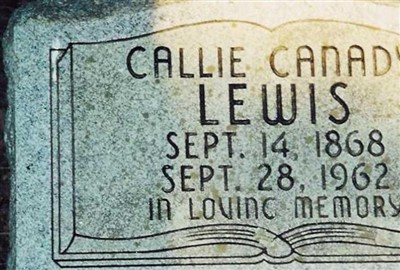 CALLIE CANADY
LEWIS
SEPT. 14, 1868
SEPT. 28, 1962
IN LOVING MEMORY